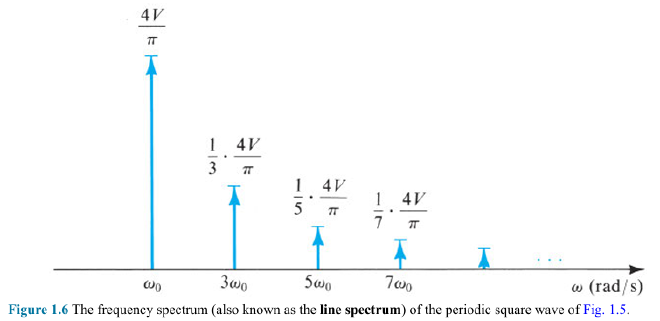 4V
π
1/3 · 4V/π
1/5 · 4V/π
1/7 · 4V/π
. . .
ω₀
3ω₀
5ω₀
7ω₀
ω (rad/s)
Figure 1.6 The frequency spectrum (also known as the line spectrum) of the periodic square wave of Fig. 1.5.